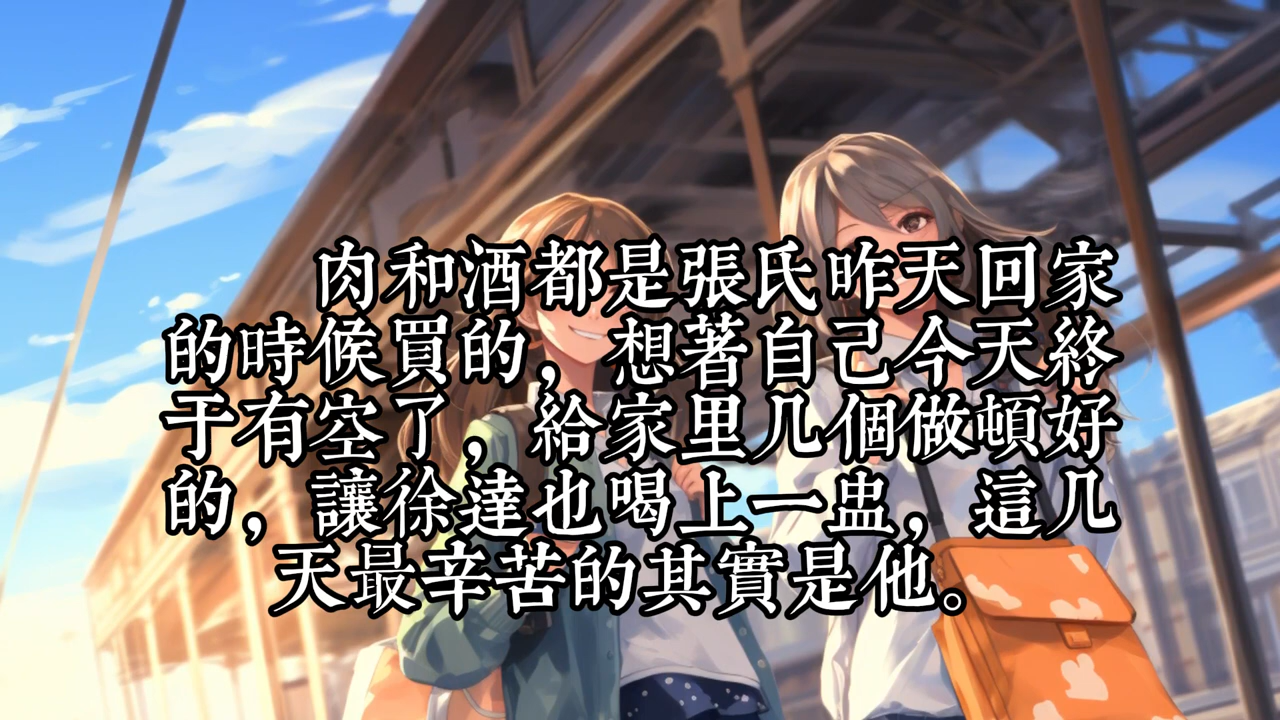 肉和酒都是張氏昨天回家
的時候買的，想著自己今天終
于有空了，給家里几個做頓好
的，讓徐達也喝上一盅，這几
天最辛苦的其實是他。